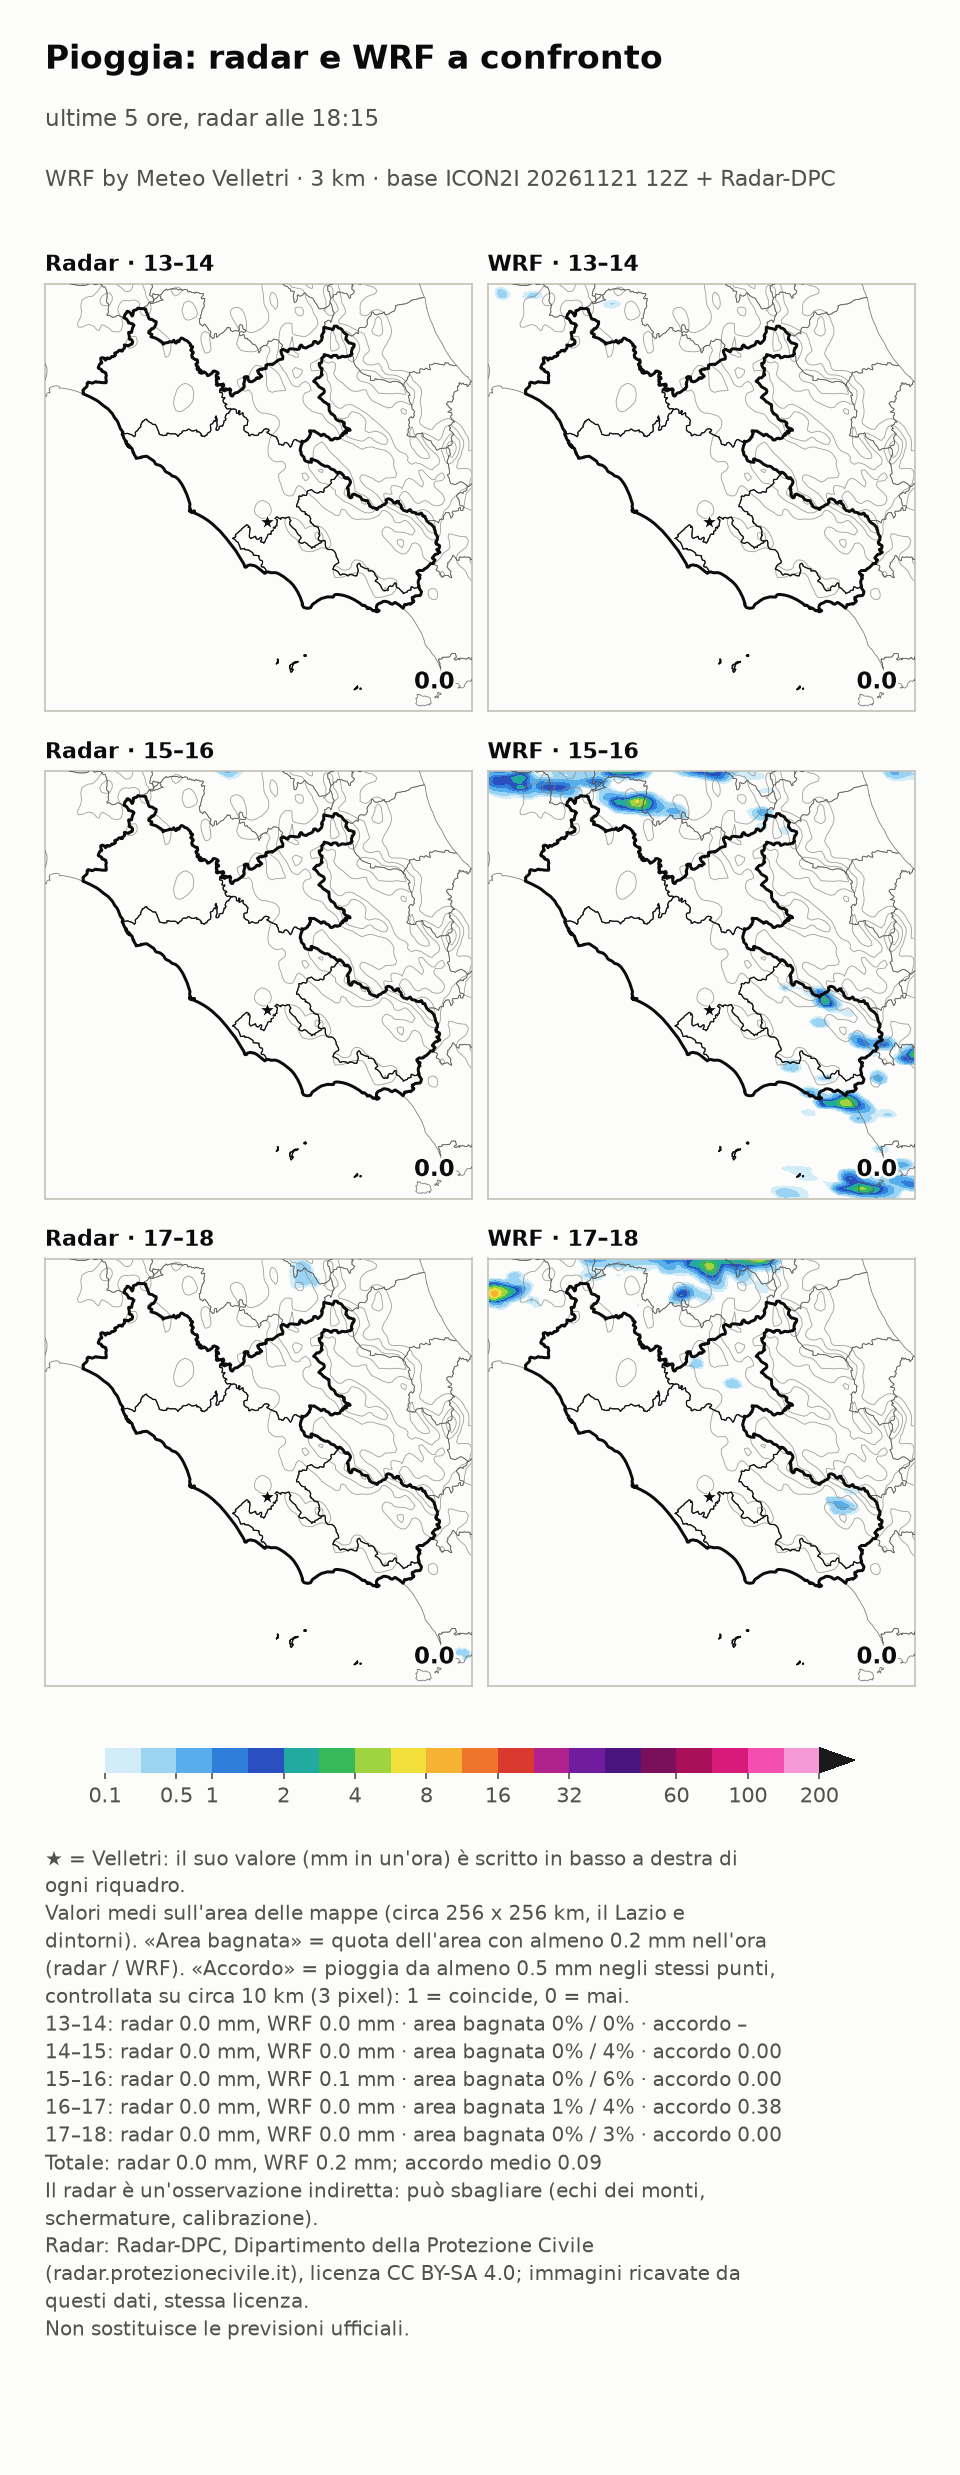 Pioggia: radar e WRF a confronto
ultime 5 ore, radar alle 18:15
WRF by Meteo Velletri · 3 km · base ICON2I 20261121 12Z + Radar-DPC
Radar · 13–14
WRF · 13–14
0.0
0.0
Radar · 15–16
WRF · 15–16
0.0
0.0
Radar · 17–18
WRF · 17–18
0.0
0.0
0.1 0.5 1 2 4 8 16 32 60 100 200
★ = Velletri: il suo valore (mm in un'ora) è scritto in basso a destra di
ogni riquadro.
Valori medi sull'area delle mappe (circa 256 x 256 km, il Lazio e
dintorni). «Area bagnata» = quota dell'area con almeno 0.2 mm nell'ora
(radar / WRF). «Accordo» = pioggia da almeno 0.5 mm negli stessi punti,
controllata su circa 10 km (3 pixel): 1 = coincide, 0 = mai.
13–14: radar 0.0 mm, WRF 0.0 mm · area bagnata 0% / 0% · accordo –
14–15: radar 0.0 mm, WRF 0.0 mm · area bagnata 0% / 4% · accordo 0.00
15–16: radar 0.0 mm, WRF 0.1 mm · area bagnata 0% / 6% · accordo 0.00
16–17: radar 0.0 mm, WRF 0.0 mm · area bagnata 1% / 4% · accordo 0.38
17–18: radar 0.0 mm, WRF 0.0 mm · area bagnata 0% / 3% · accordo 0.00
Totale: radar 0.0 mm, WRF 0.2 mm; accordo medio 0.09
Il radar è un'osservazione indiretta: può sbagliare (echi dei monti,
schermature, calibrazione).
Radar: Radar-DPC, Dipartimento della Protezione Civile
(radar.protezionecivile.it), licenza CC BY-SA 4.0; immagini ricavate da
questi dati, stessa licenza.
Non sostituisce le previsioni ufficiali.